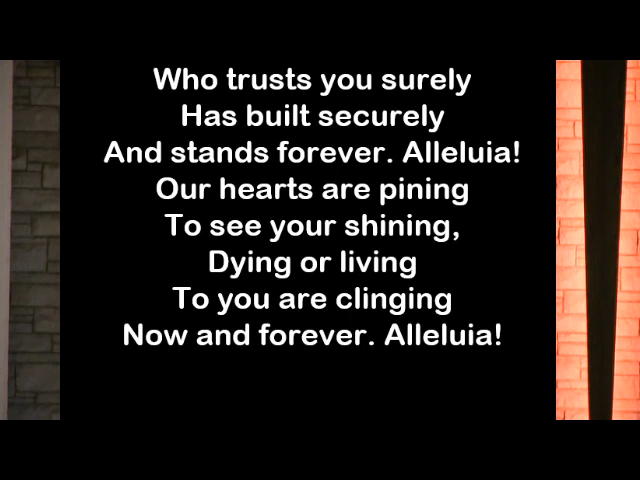 Who trusts you surely
Has built securely
And stands forever. Alleluia!
Our hearts are pining
To see your shining,
Dying or living
To you are clinging
Now and forever. Alleluia!